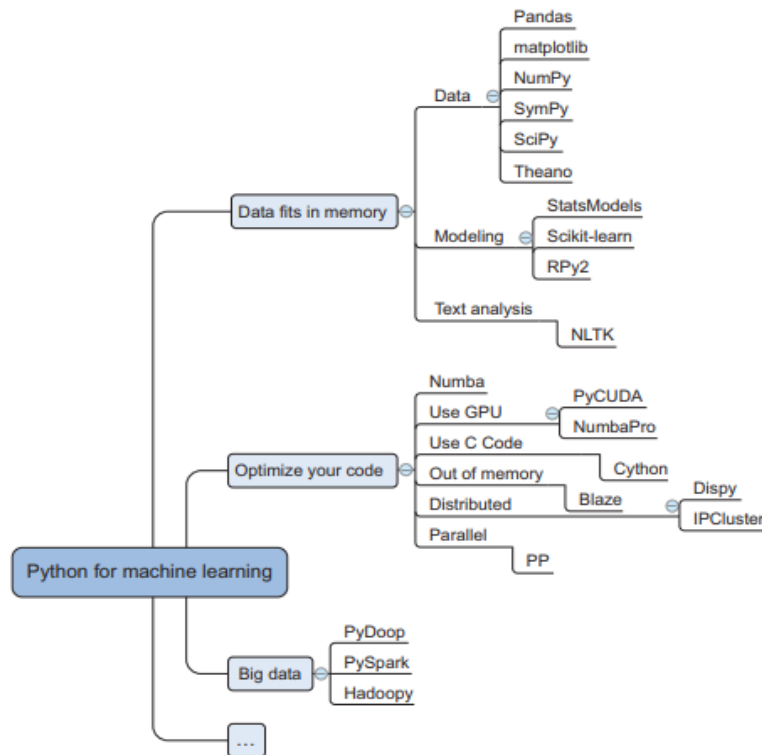 Pandas
matplotlib
NumPy
Data
SymPy
SciPy
Theano
Data fits in memory
StatsModels
Modeling
Scikit-learn
RPy2
Text analysis
NLTK
Numba
PyCUDA
Use GPU
NumbaPro
Use C Code
Optimize your code
Cython
Out of memory
Blaze
Dispy
Distributed
IPCluster
Parallel
PP
Python for machine learning
PyDoop
Big data
PySpark
Hadoopy
...